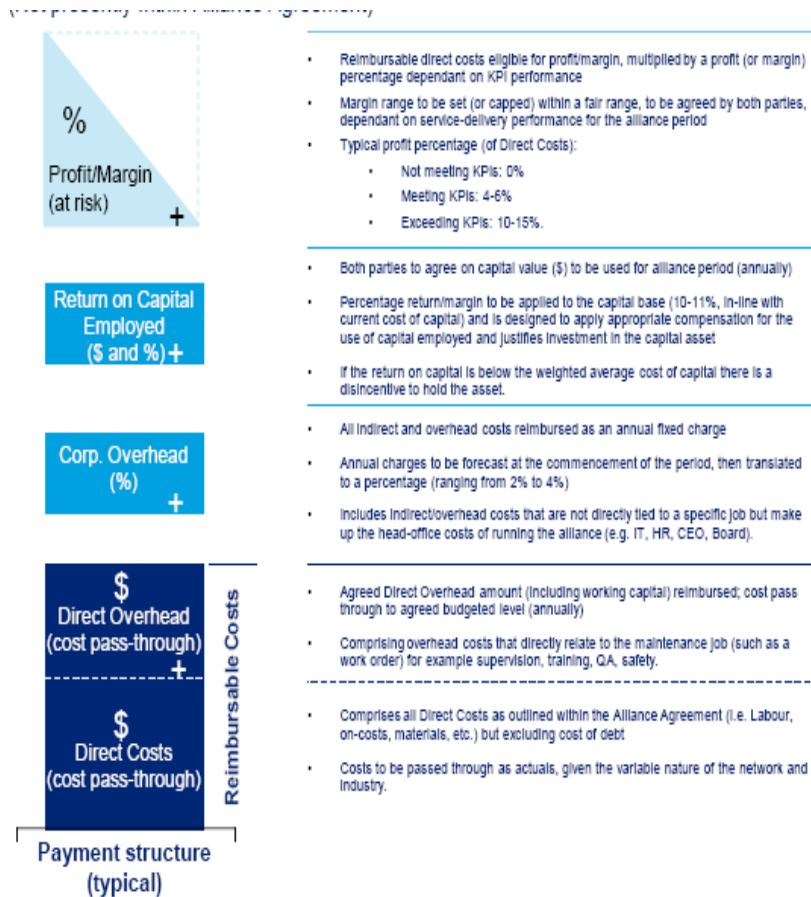 %
Profit/Margin
(at risk)
+
• Reimbursable direct costs eligible for profit/margin, multiplied by a profit (or margin)
percentage dependant on KPI performance
• Margin range to be set (or capped) within a fair range, to be agreed by both parties,
dependant on service-delivery performance for the alliance period
• Typical profit percentage (of Direct Costs):
• Not meeting KPIs: 0%
• Meeting KPIs: 4-6%
• Exceeding KPIs: 10-15%.
Return on Capital
Employed
($ and %) +
• Both parties to agree on capital value ($) to be used for alliance period (annually)
• Percentage return/margin to be applied to the capital base (10-11%, in-line with
current cost of capital) and is designed to apply appropriate compensation for the
use of capital employed and justifies investment in the capital asset
• If the return on capital is below the weighted average cost of capital there is a
disincentive to hold the asset.
Corp. Overhead
(%)
+
• All indirect and overhead costs reimbursed as an annual fixed charge
• Annual charges to be forecast at the commencement of the period, then translated
to a percentage (ranging from 2% to 4%)
• Includes indirect/overhead costs that are not directly tied to a specific job but make
up the head-office costs of running the alliance (e.g. IT, HR, CEO, Board).
$
Direct Overhead
(cost pass-through)
+
• Agreed Direct Overhead amount (including working capital) reimbursed; cost pass
through to agreed budgeted level (annually)
• Comprising overhead costs that directly relate to the maintenance job (such as a
work order) for example supervision, training, QA, safety.
$
Direct Costs
(cost pass-through)
Reimbursable Costs
• Comprises all Direct Costs as outlined within the Alliance Agreement (i.e. Labour,
on-costs, materials, etc.) but excluding cost of debt
• Costs to be passed through as actuals, given the variable nature of the network and
industry.
Payment structure
(typical)